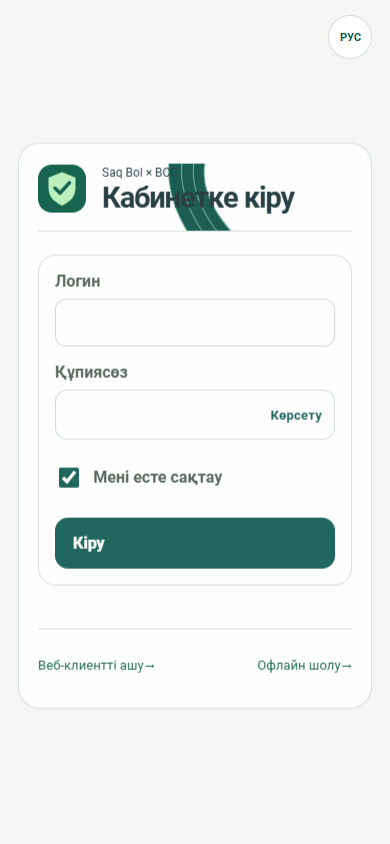 РУС
Saq Bol × BCC
Кабинетке кіру
Логин
Құпиясөз
Көрсету
Мені есте сақтау
Кіру
Веб-клиентті ашу→
Офлайн шолу→